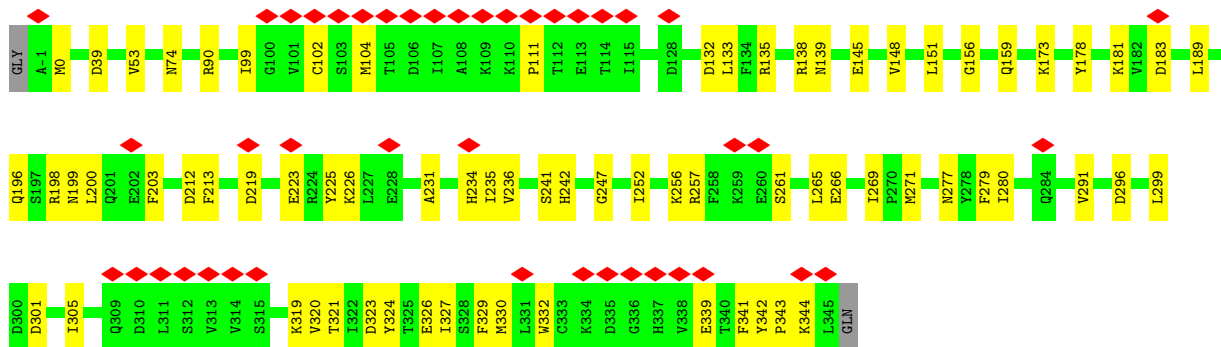 GLY A-1 M0 D39 V53 N74 R90 I99 G100 V101 C102 S103 M104 T105 D106 I107 A108 K109 K110 P111 T112 E113 T114 I115 D128 D132 L133 F134 R135 R138 N139 E145 V148 L151 G156 Q159 K173 Y178 K181 V182 D183 L189
Q196 S197 R198 N199 L200 Q201 E202 F203 D212 F213 D219 E223 R224 Y225 K226 L227 E228 A231 H234 I235 V236 S241 H242 G247 I252 K256 R257 F258 K259 E260 S261 L265 E266 I269 P270 M271 N277 Y278 F279 I280 Q284 V291 D296 L299
D300 D301 I305 Q309 D310 L311 S312 V313 V314 S315 K319 V320 T321 I322 D323 Y324 T325 E326 I327 S328 F329 M330 L331 W332 C333 K334 D335 G336 H337 V338 E339 T340 F341 Y342 P343 K344 L345 GLN